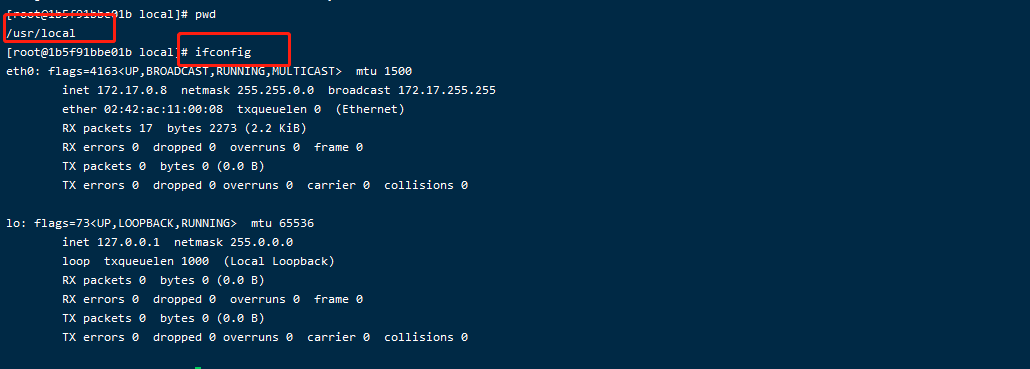 [root@1b5f91bbe01b local]# pwd
/usr/local
[root@1b5f91bbe01b local]# ifconfig
eth0: flags=4163<UP,BROADCAST,RUNNING,MULTICAST>  mtu 1500
        inet 172.17.0.8  netmask 255.255.0.0  broadcast 172.17.255.255
        ether 02:42:ac:11:00:08  txqueuelen 0  (Ethernet)
        RX packets 17  bytes 2273 (2.2 KiB)
        RX errors 0  dropped 0  overruns 0  frame 0
        TX packets 0  bytes 0 (0.0 B)
        TX errors 0  dropped 0 overruns 0  carrier 0  collisions 0

lo: flags=73<UP,LOOPBACK,RUNNING>  mtu 65536
        inet 127.0.0.1  netmask 255.0.0.0
        loop  txqueuelen 1000  (Local Loopback)
        RX packets 0  bytes 0 (0.0 B)
        RX errors 0  dropped 0  overruns 0  frame 0
        TX packets 0  bytes 0 (0.0 B)
        TX errors 0  dropped 0 overruns 0  carrier 0  collisions 0